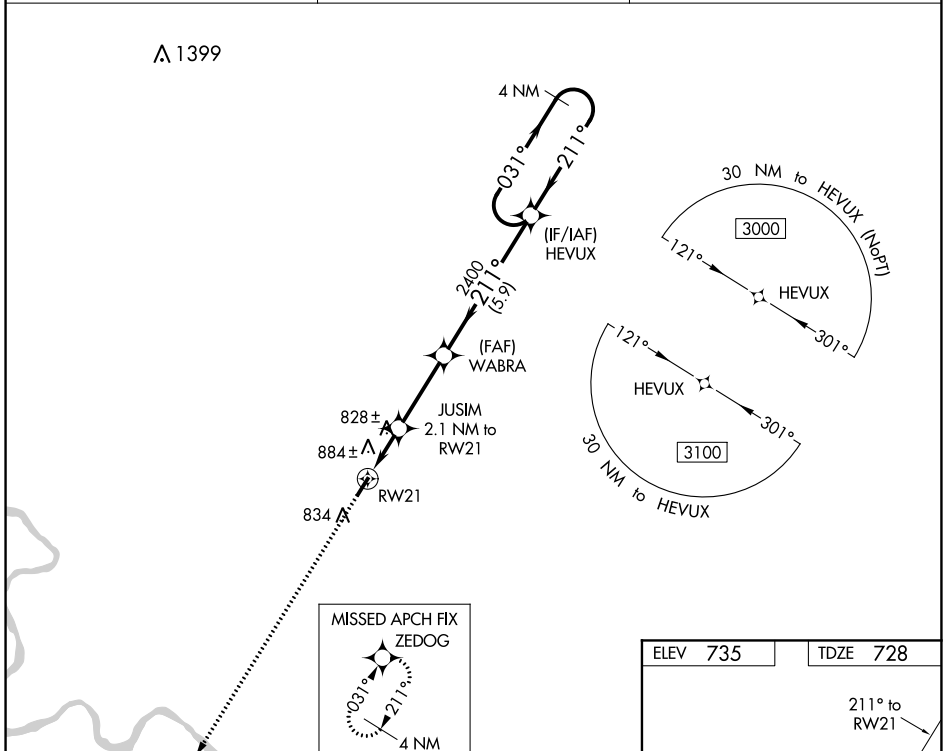 1399
4 NM
031°
211°
(IF/IAF)
HEVUX
2400
211°
(5.9)
(FAF)
WABRA
828±
JUSIM
2.1 NM to
RW21
884±
RW21
834
30 NM to HEVUX (NoPT)
3000
121°
HEVUX
301°
121°
HEVUX
301°
3100
30 NM to HEVUX
MISSED APCH FIX
ZEDOG
031°
211°
4 NM
ELEV 735
TDZE 728
211° to
RW21